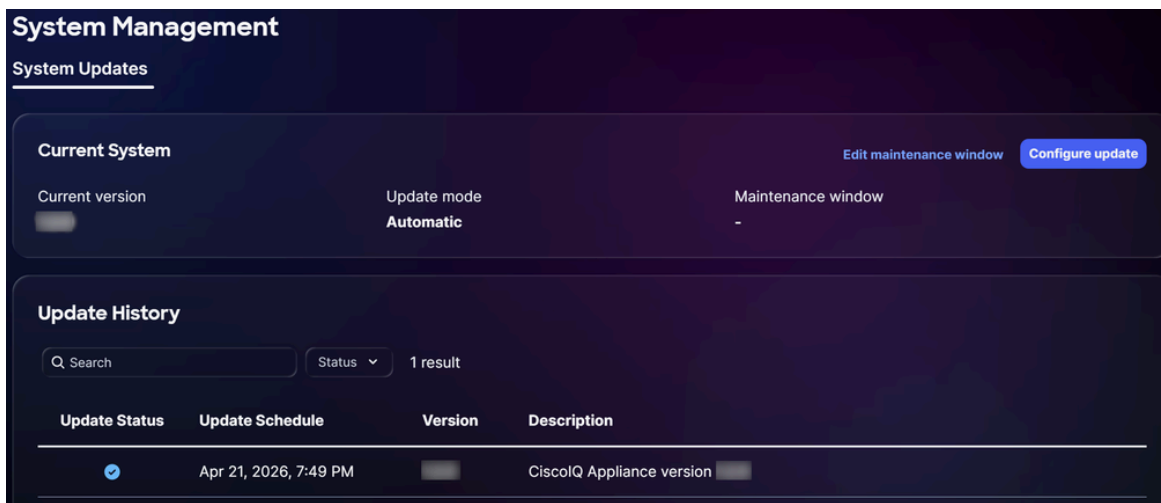 System Management
System Updates
Current System
Edit maintenance window
Configure update
Current version
Update mode
Maintenance window
Automatic
-
Update History
Search
Status
1 result
Update Status
Update Schedule
Version
Description
Apr 21, 2026, 7:49 PM
CiscoIQ Appliance version